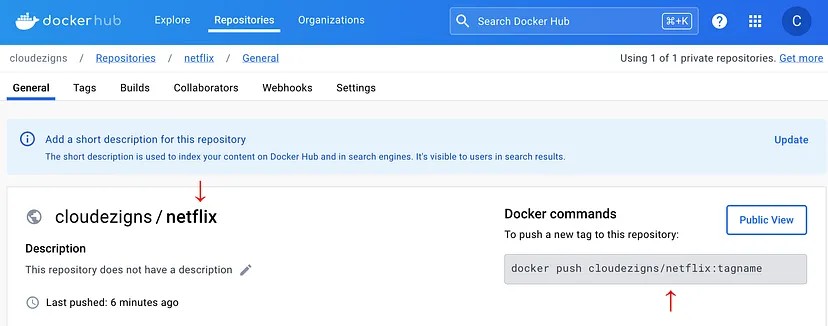 dockerhub Explore Repositories Organizations Search Docker Hub ⌘+K C
cloudezigns / Repositories / netflix / General Using 1 of 1 private repositories. Get more
General Tags Builds Collaborators Webhooks Settings
Add a short description for this repository Update
The short description is used to index your content on Docker Hub and in search engines. It's visible to users in search results.
cloudezigns / netflix
Description
This repository does not have a description
Last pushed: 6 minutes ago
Docker commands
Public View
To push a new tag to this repository:
docker push cloudezigns/netflix:tagname